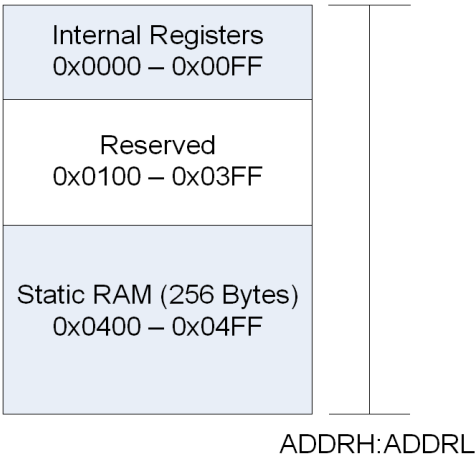 Internal Registers
0x0000 – 0x00FF
Reserved
0x0100 – 0x03FF
Static RAM (256 Bytes)
0x0400 – 0x04FF
ADDRH:ADDRL